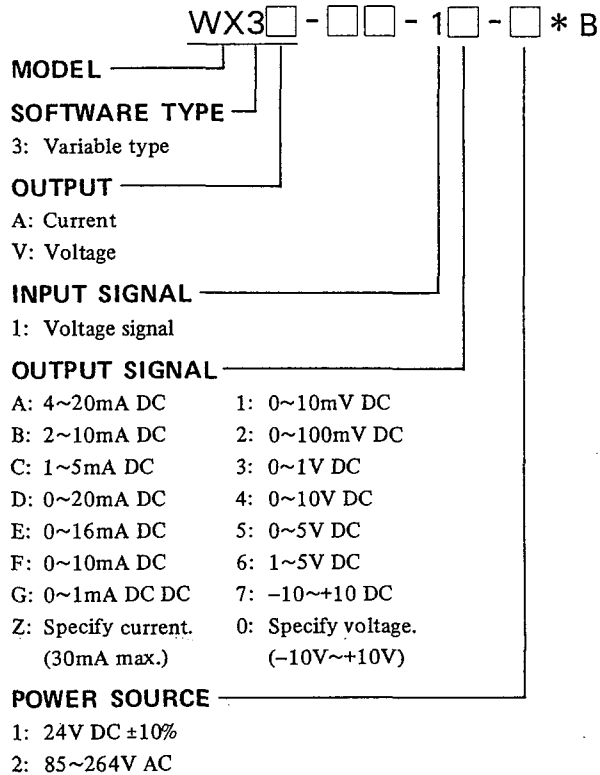 WX3□-□□-1□-□*B
MODEL
SOFTWARE TYPE
3: Variable type
OUTPUT
A: Current
V: Voltage
INPUT SIGNAL
1: Voltage signal
OUTPUT SIGNAL
A: 4~20mA DC 1: 0~10mV DC
B: 2~10mA DC 2: 0~100mV DC
C: 1~5mA DC 3: 0~1V DC
D: 0~20mA DC 4: 0~10V DC
E: 0~16mA DC 5: 0~5V DC
F: 0~10mA DC 6: 1~5V DC
G: 0~1mA DC DC 7: –10~+10 DC
Z: Specify current. 0: Specify voltage.
(30mA max.) (–10V~+10V)
POWER SOURCE
1: 24V DC ±10%
2: 85~264V AC